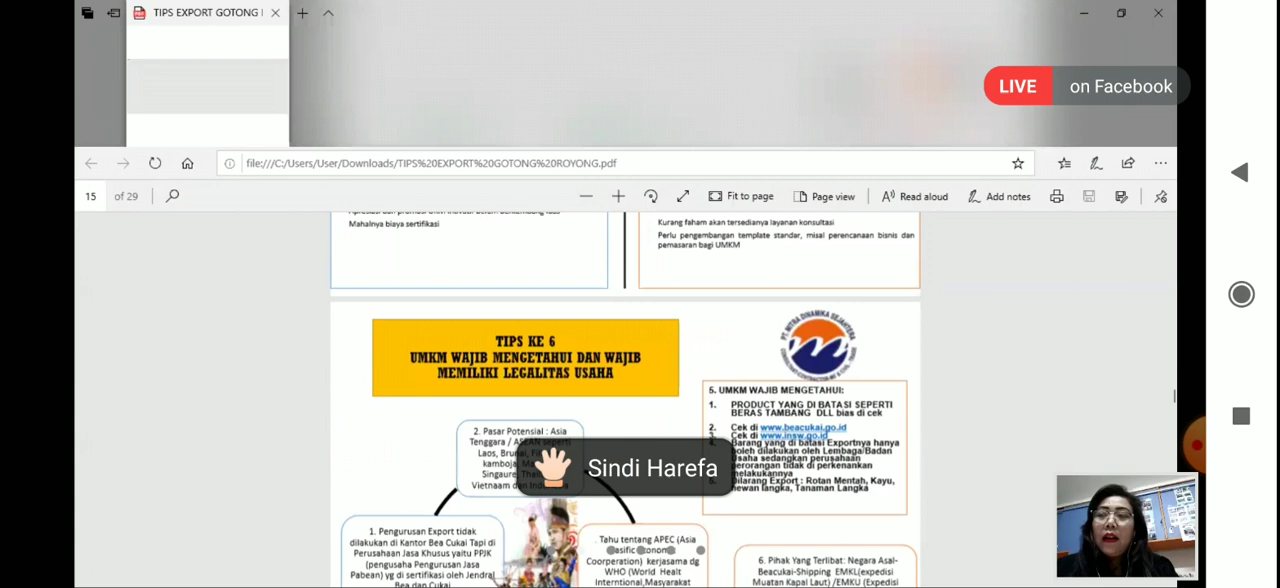 TIPS EXPORT GOTONG
LIVE on Facebook
file:///C:/Users/User/Downloads/TIPS%20EXPORT%20GOTONG%20ROYONG.pdf
15 of 29
Fit to page
Page view
Read aloud
Add notes
Mahalnya biaya sertifikasi
Kurang faham akan tersedianya layanan konsultasi
Perlu pengembangan template standar, misal perencanaan bisnis dan
pemasaran bagi UMKM
TIPS KE 6
UMKM WAJIB MENGETAHUI DAN WAJIB
MEMILIKI LEGALITAS USAHA
PT. MITRA DINAMIKA SEJAHTERA
5. UMKM WAJIB MENGETAHUI:
1. PRODUCT YANG DI BATASI SEPERTI
BERAS TAMBANG DLL bias di cek
2. Cek di www.beacukai.go.id
Cek di www.insw.go.id
Barang yang di batasi Exportnya hanya
boleh dilakukan oleh Lembaga/Badan
Usaha sedangkan perusahaan
perorangan tidak di perkenankan
melakukannya
Dilarang Export : Rotan Mentah, Kayu,
hewan langka, Tanaman Langka
2. Pasar Potensial : Asia
Tenggara / ASEAN seperti
Laos, Brunai,
kamboja,
Singaure,
Vietnaam dan
Sindi Harefa
1. Pengurusan Export tidak
dilakukan di Kantor Bea Cukai Tapi di
Perusahaan Jasa Khusus yaitu PPJK
(pengusaha Pengurusan Jasa
Pabean) yg di sertifikasi oleh Jendral
Bea dan Cukai
. Tahu tentang APEC (Asia
Coorperation) kerjasama dg
WHO (World Healt
Interntional,Masyarakat
6. Pihak Yang Terlibat: Negara Asal-
Beacukai-Shipping EMKL(expedisi
Muatan Kapal Laut) /EMKU (Expedisi